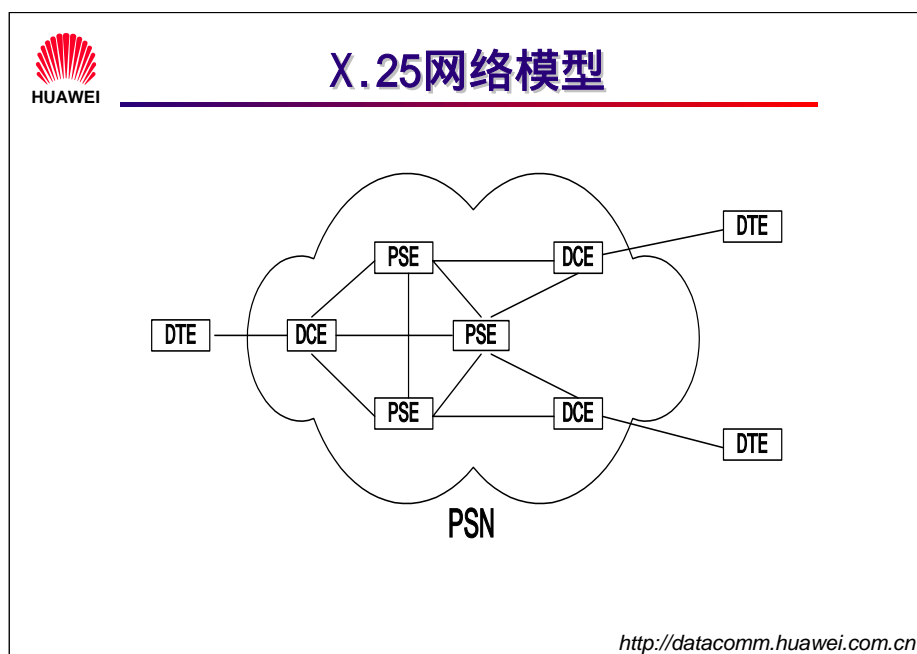 X.25网络模型
HUAWEI
DTE
PSE
DCE
DTE
DCE
PSE
PSE
DCE
DTE
PSN
http://datacomm.huawei.com.cn